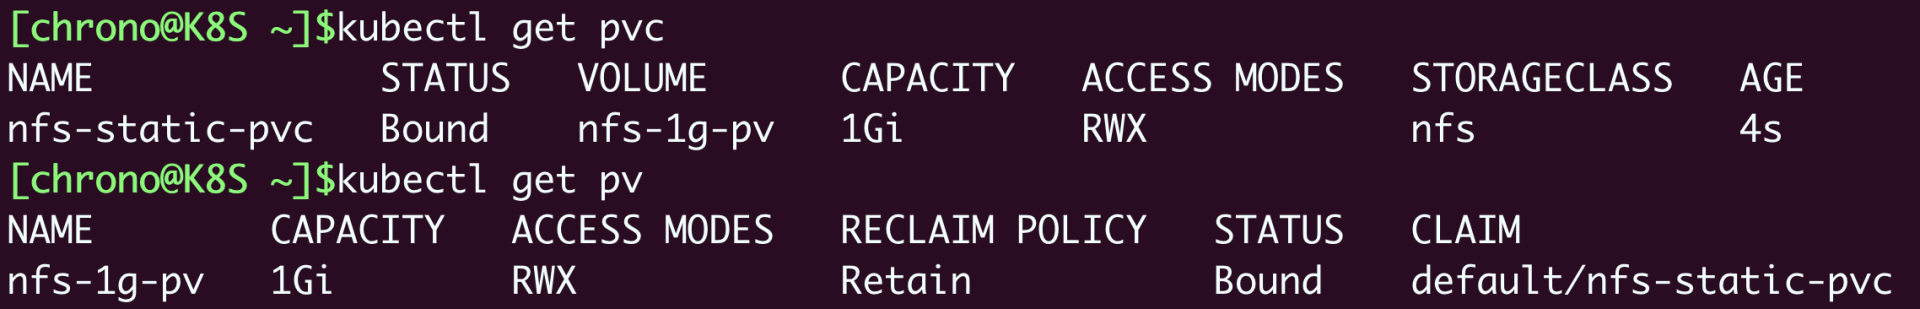 [chrono@K8S ~]$kubectl get pvc
NAME             STATUS   VOLUME      CAPACITY   ACCESS MODES   STORAGECLASS   AGE
nfs-static-pvc   Bound    nfs-1g-pv   1Gi        RWX            nfs            4s
[chrono@K8S ~]$kubectl get pv
NAME        CAPACITY   ACCESS MODES   RECLAIM POLICY   STATUS   CLAIM
nfs-1g-pv   1Gi        RWX            Retain           Bound    default/nfs-static-pvc